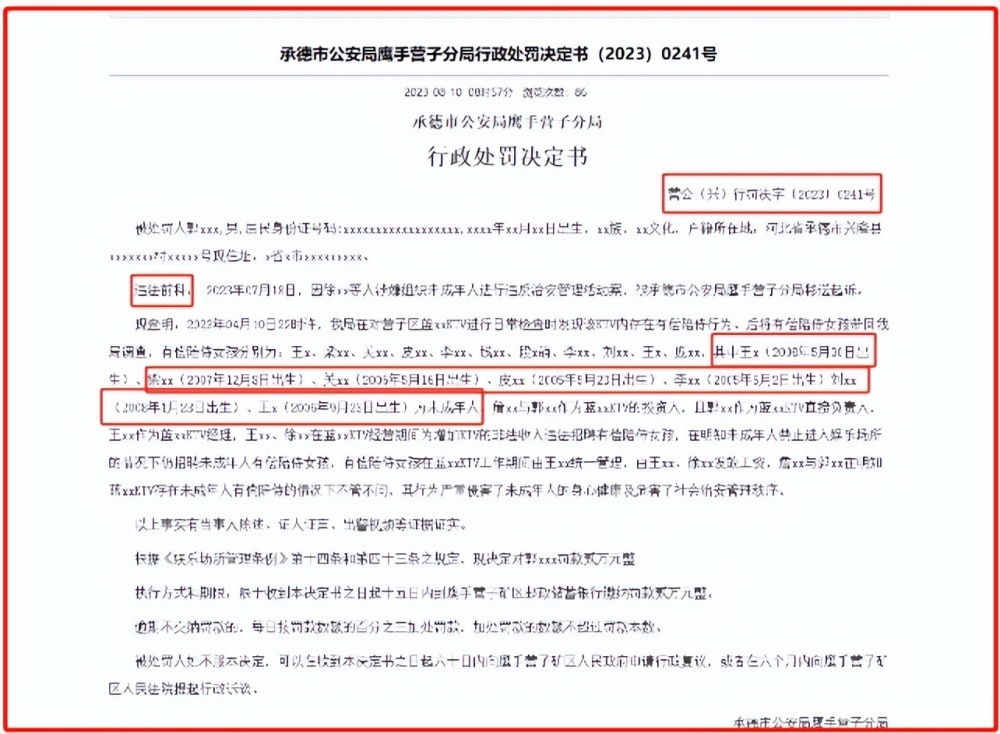 承德市公安局鹰手营子分局行政处罚决定书（2023）0241号
2023 08 10 08时57分 浏览次数：86
承德市公安局鹰手营子分局
行政处罚决定书
营公（兴）行罚决字（2023）0241号
被处罚人郭xxx,男,居民身份证号码:xxxxxxxxxxxxxxxxxx,xxxx年xx月xx日出生，xx族，xx文化，户籍所在地：河北省承德市兴隆县
村xxxxx号现住址，x省x市xxxxxxxxx、
违法前科，2023年07月18日，因徐xx等人涉嫌组织未成年人进行违反治安管理活动案，被承德市公安局鹰手营子分局移送起诉。
现查明，2022年04月10日22时许，我局在对营子区蓝xxKTV进行日常检查时发现该KTV内存在有偿陪侍行为、后将有偿陪侍女孩带回我
局调查，有偿陪侍女孩分别为：王x、梁xx、关xx、皮xx、李xx、杨xx、段x丽、李xx、刘xx、王x、庞xx，其中王x（2008年5月30日出
生）、xx（2007年12月8日出生）、关xx（2006年5月16日出生）、皮xx（2005年5月23日出生）、李xx（2005年5月2日出生）刘xx
（2008年1月23日出生）、王x（2006年9月23日出生）为未成年人，詹xx与郭xx作为蓝xxKTV的投资人，且郭xx作为蓝xxKTV直接负责人，
王xx作为蓝xxKTV经理，王xx、徐xx在蓝xxKTV经营期间为增加KTV的非法收入违法招聘有偿陪侍女孩，在明知未成年人禁止进入娱乐场所
的情况下仍招聘未成年人有偿陪侍女孩，有偿陪侍女孩在蓝xxKTV工作期间由王xx统一管理，由王xx、徐xx发放工资，詹xx与郭xx在明知
蓝xxKTV存在未成年人有偿陪侍的情况下不管不问，其行为严重侵害了未成年人的身心健康及危害了社会治安管理秩序、
以上事实有当事人陈述、证人证言、出警视频等证据证实。
根据《娱乐场所管理条例》第十四条和第四十三条之规定，现决定对郭xxx罚款贰万元整
执行方式和期限，限于收到本决定书之日起十五日内到鹰手营子矿区邮政储蓄银行缴纳罚款贰万元整。
逾期不交纳罚款的，每日按罚款数额的百分之三加处罚款，加处罚款的数额不超过罚款本数。
被处罚人如不服本决定，可以在收到本决定书之日起六十日内向鹰手营子矿区人民政府申请行政复议，或者在六个月内向鹰手营子矿
区人民法院提起行政诉讼、
承德市公安局鹰手营子分局